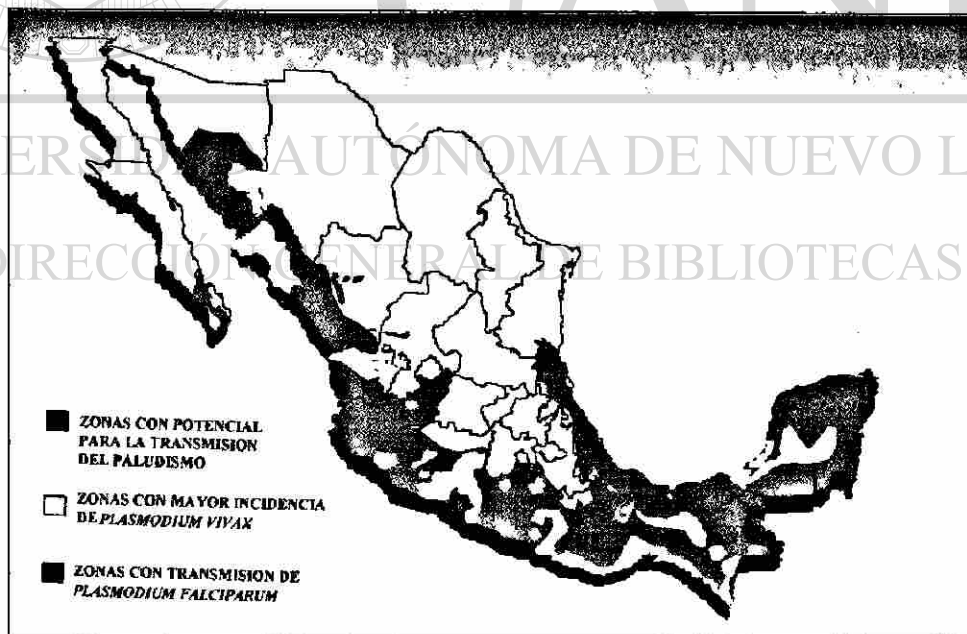 ERSIDAD AUTÓNOMA DE NUEVO L
DIRECCIÓN GENERAL DE BIBLIOTECAS
ZONAS CON POTENCIAL
PARA LA TRANSMISION
DEL PALUDISMO
ZONAS CON MAYOR INCIDENCIA
DE PLASMODIUM VIVAX
ZONAS CON TRANSMISION DE
PLASMODIUM FALCIPARUM